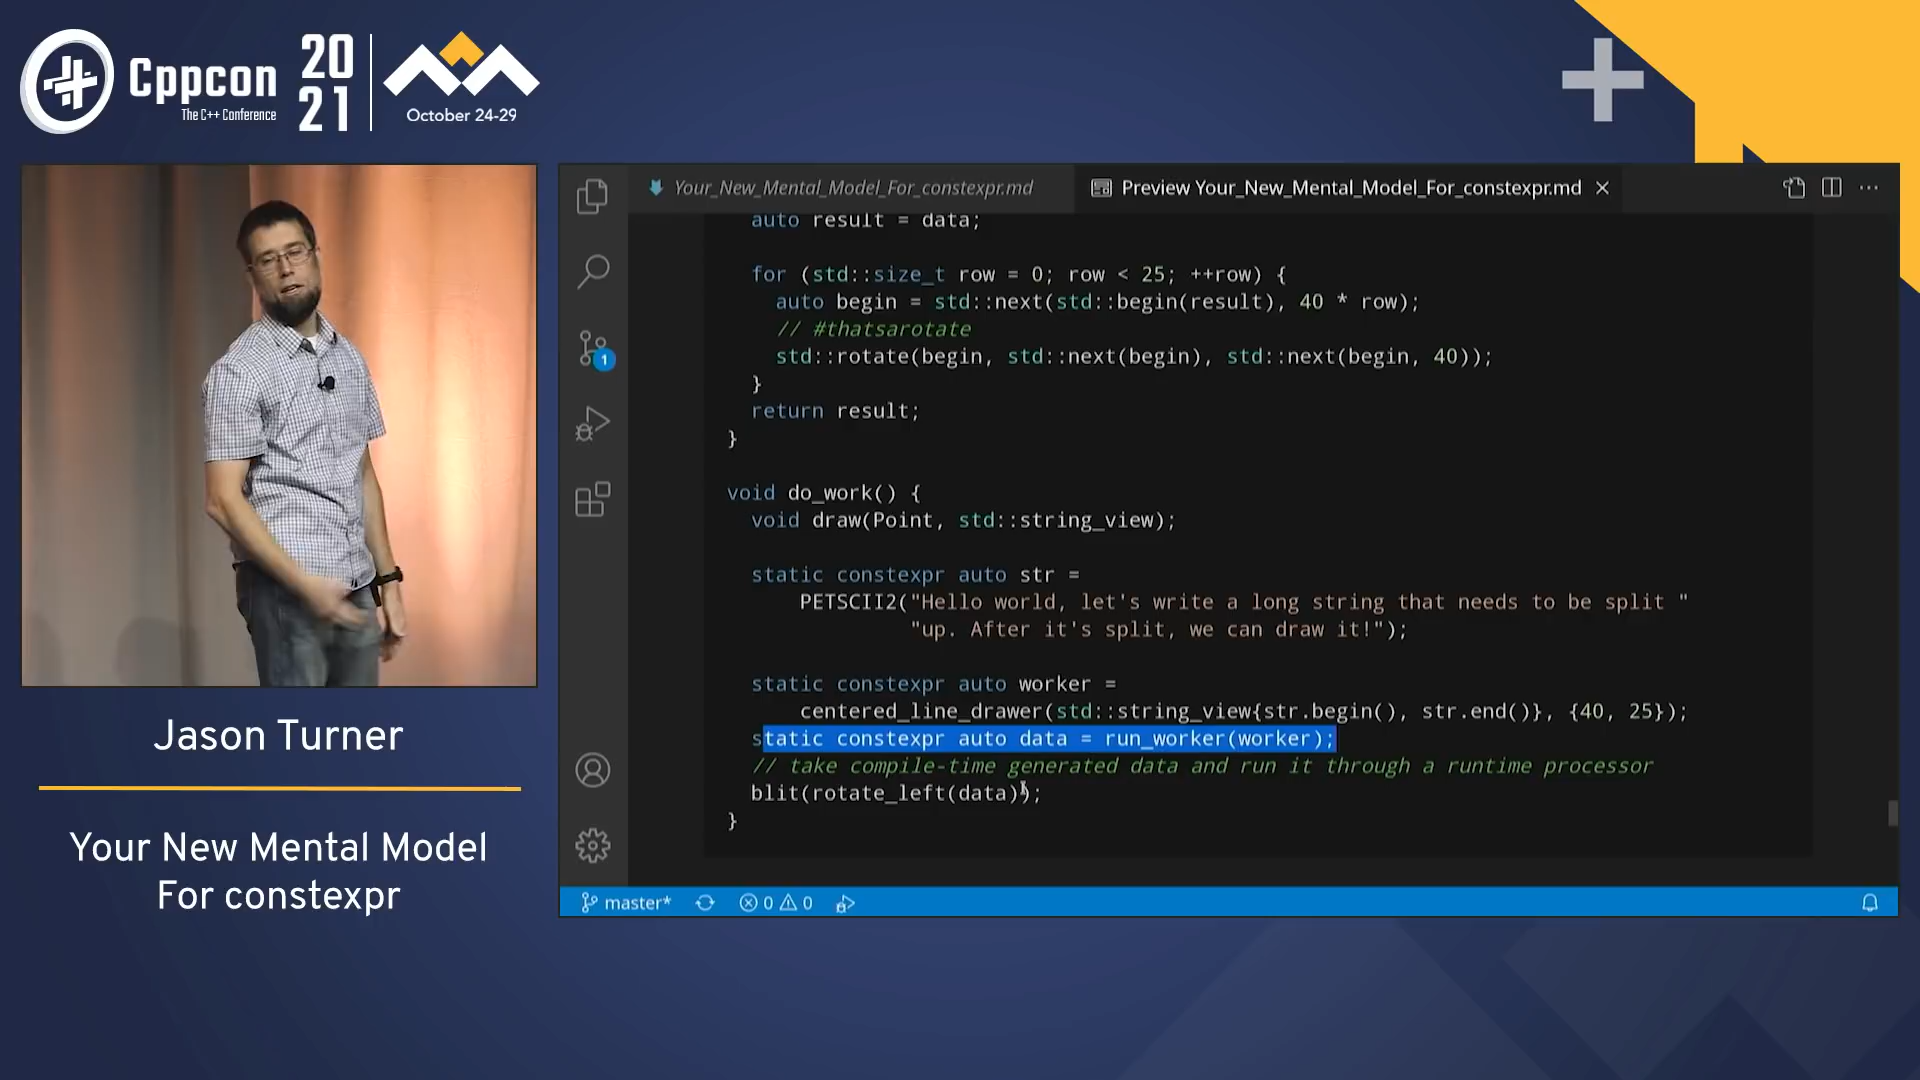 Cppcon
The C++ Conference
20
21
October 24-29
Your_New_Mental_Model_For_constexpr.md
Preview Your_New_Mental_Model_For_constexpr.md
auto result = data;
for (std::size_t row = 0; row < 25; ++row) {
auto begin = std::next(std::begin(result), 40 * row);
// #thatsarotate
std::rotate(begin, std::next(begin), std::next(begin, 40));
}
return result;
}
void do_work() {
void draw(Point, std::string_view);
static constexpr auto str =
PETSCII2("Hello world, let's write a long string that needs to be split "
"up. After it's split, we can draw it!");
static constexpr auto worker =
centered_line_drawer(std::string_view{str.begin(), str.end()}, {40, 25});
static constexpr auto data = run_worker(worker);
// take compile-time generated data and run it through a runtime processor
blit(rotate_left(data));
}
1
master*
0
0
Jason Turner
Your New Mental Model
For constexpr